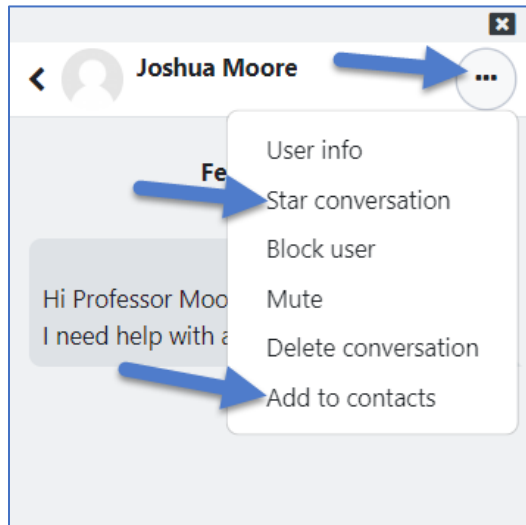 Joshua Moore
User info
Fe
Star conversation
Block user
Hi Professor Moo
Mute
I need help with a
Delete conversation
Add to contacts